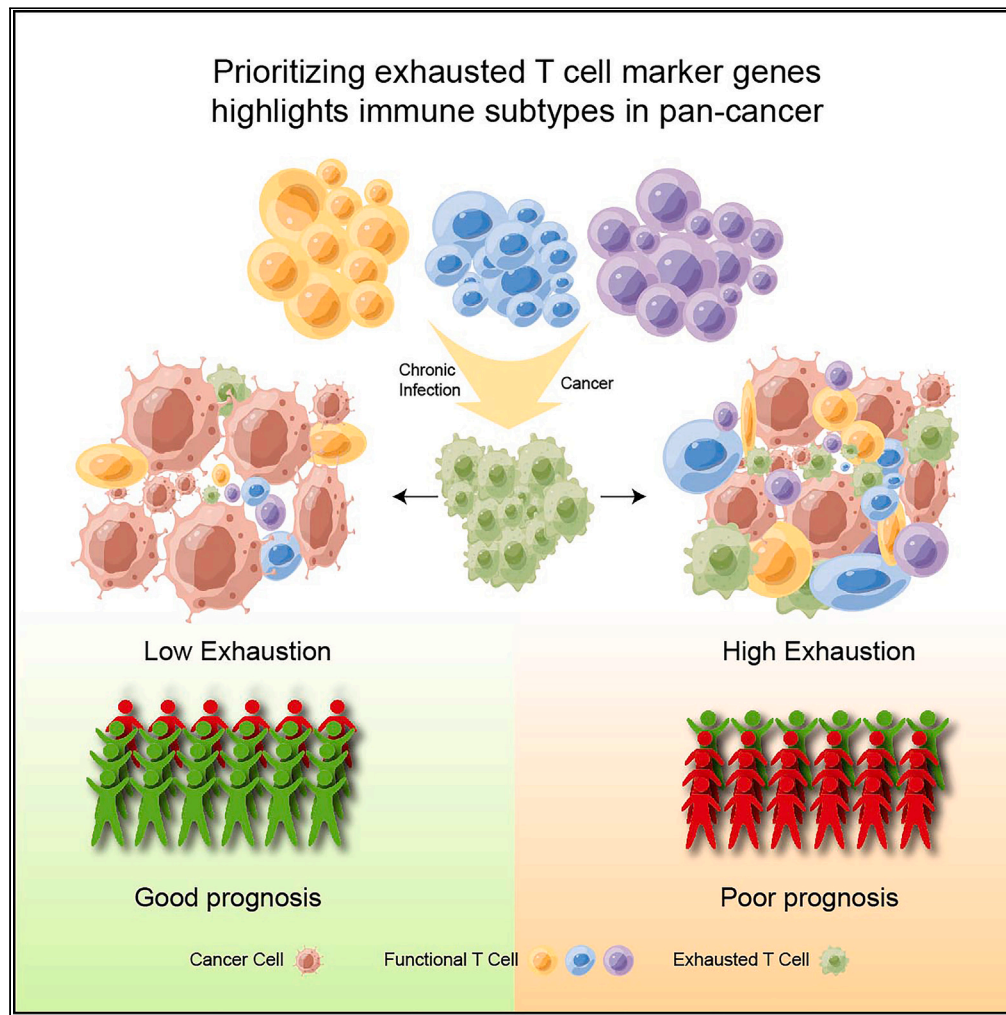 Prioritizing exhausted T cell marker genes
highlights immune subtypes in pan-cancer
Chronic
Infection
Cancer
Low Exhaustion
High Exhaustion
Good prognosis
Poor prognosis
Cancer Cell
Functional T Cell
Exhausted T Cell